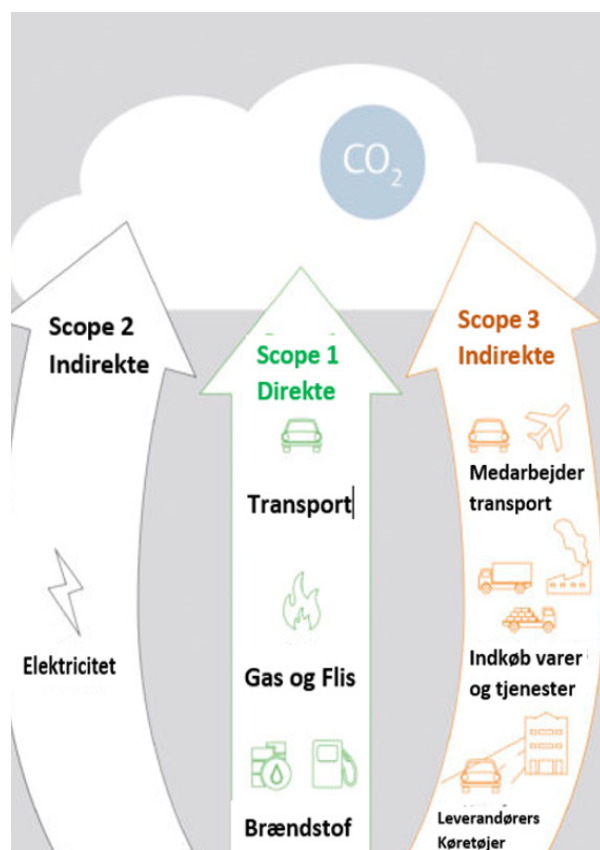 CO₂
Scope 2
Indirekte
Elektricitet
Scope 1
Direkte
Transport
Gas og Flis
Brændstof
Scope 3
Indirekte
Medarbejder
transport
Indkøb varer
og tjenester
Leverandørers
Køretøjer